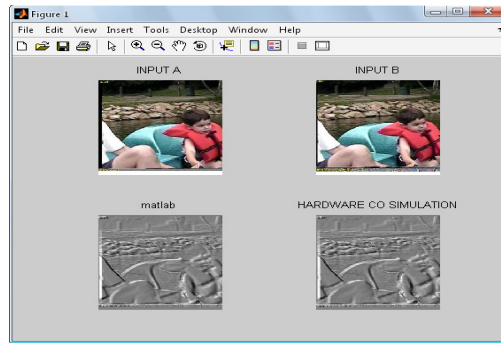 Figure 1
File Edit View Insert Tools Desktop Window Help
INPUT A INPUT B
matlab HARDWARE CO SIMULATION